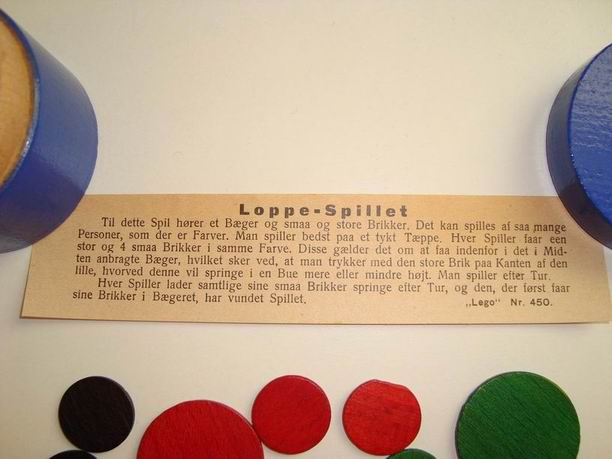 Loppe-Spillet
Til dette Spil hører et Bæger og smaa og store Brikker. Det kan spilles af saa mange
Personer, som der er Farver. Man spiller bedst paa et tykt Tæppe. Hver Spiller faar een
stor og 4 smaa Brikker i samme Farve. Disse gælder det om at faa indenfor i det i Mid-
ten anbragte Bæger, hvilket sker ved, at man trykker med den store Brik paa Kanten af den
lille, hvorved denne vil springe i en Bue mere eller mindre højt. Man spiller efter Tur.
Hver Spiller lader samtlige sine smaa Brikker springe efter Tur, og den, der først faar
sine Brikker i Bægeret, har vundet Spillet. „Lego" Nr. 450.